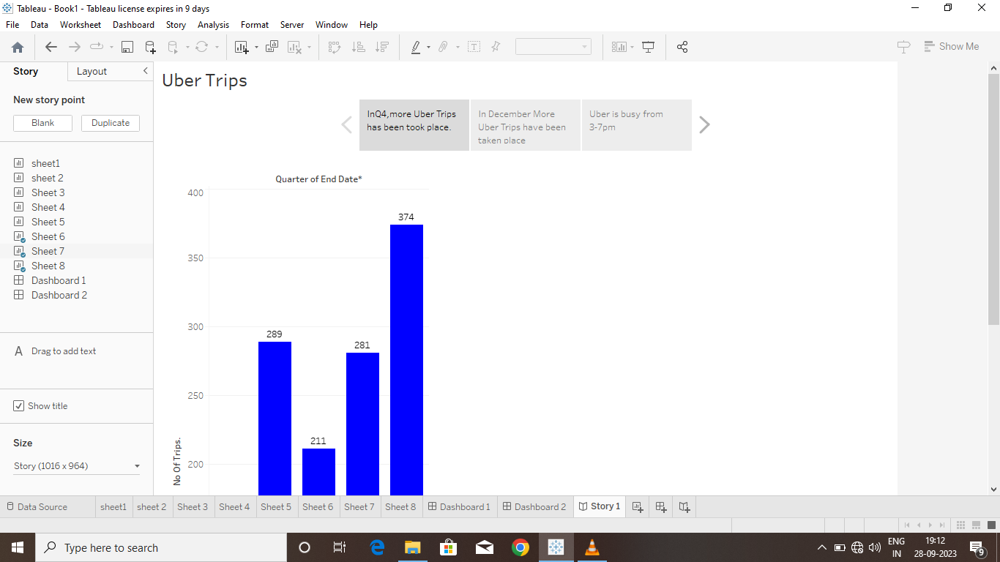 Tableau - Book1 - Tableau license expires in 9 days
File Data Worksheet Dashboard Story Analysis Format Server Window Help
Show Me
Story Layout
New story point
Blank Duplicate
sheet1
sheet 2
Sheet 3
Sheet 4
Sheet 5
Sheet 6
Sheet 7
Sheet 8
Dashboard 1
Dashboard 2
A Drag to add text
Show title
Size
Story (1016 x 964)
Uber Trips
InQ4,more Uber Trips
has been took place.
In December More
Uber Trips have been
taken place
Uber is busy from
3-7pm
Quarter of End Date*
400
350
300
250
200
No Of Trips.
289
211
281
374
Data Source sheet1 sheet 2 Sheet 3 Sheet 4 Sheet 5 Sheet 6 Sheet 7 Sheet 8 Dashboard 1 Dashboard 2 Story 1
Type here to search
ENG
IN
19:12
28-09-2023
9